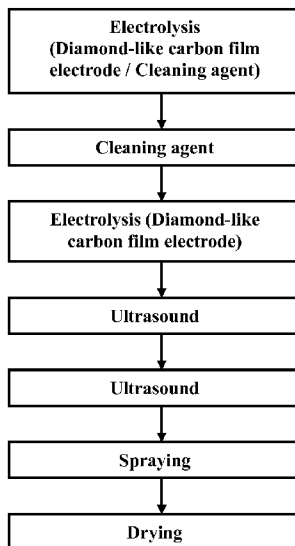 Electrolysis
(Diamond-like carbon film
electrode / Cleaning agent)
Cleaning agent
Electrolysis (Diamond-like
carbon film electrode)
Ultrasound
Ultrasound
Spraying
Drying